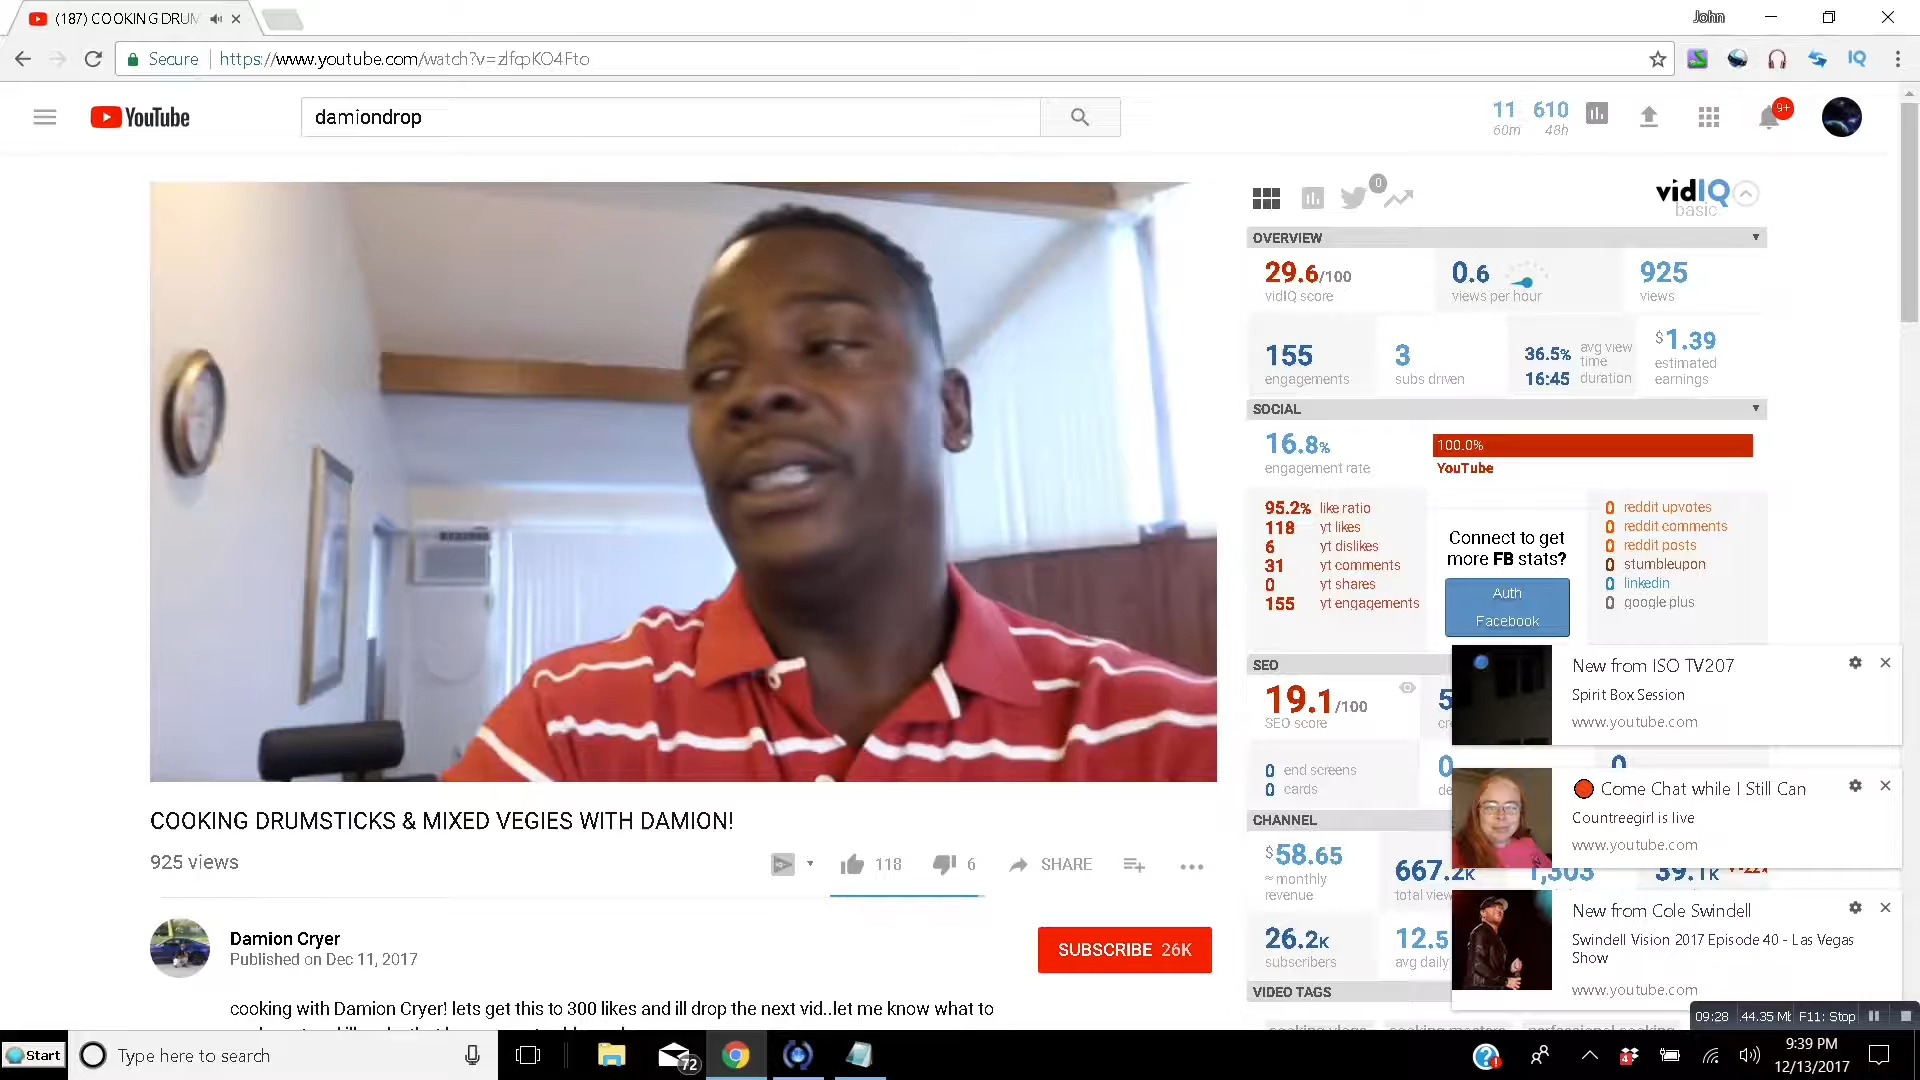 (187) COOKING DRUM
John
Secure
https://www.youtube.com/watch?v=zlfqpKO4Fto
IQ
YouTube
damiondrop
11 610
60m 48h
9+
0
vidIQ
basic
OVERVIEW
29.6/100
vidIQ score
0.6
views per hour
925
views
155
engagements
3
subs driven
36.5% avg view time
16:45 duration
$1.39
estimated earnings
SOCIAL
16.8%
engagement rate
100.0%
YouTube
95.2% like ratio
118 yt likes
6 yt dislikes
31 yt comments
0 yt shares
155 yt engagements
Connect to get
more FB stats?
Auth
Facebook
0 reddit upvotes
0 reddit comments
0 reddit posts
0 stumbleupon
0 linkedin
0 google plus
SEO
19.1/100
SEO score
0 end screens
0 cards
New from ISO TV207
Spirit Box Session
www.youtube.com
Come Chat while I Still Can
Countreegirl is live
www.youtube.com
New from Cole Swindell
Swindell Vision 2017 Episode 40 - Las Vegas
Show
www.youtube.com
COOKING DRUMSTICKS & MIXED VEGIES WITH DAMION!
925 views
118
6
SHARE
CHANNEL
$58.65
≈ monthly
revenue
667.2K
total view
1,303
39.1K
26.2K
subscribers
12.5
avg daily
VIDEO TAGS
Damion Cryer
Published on Dec 11, 2017
SUBSCRIBE 26K
cooking with Damion Cryer! lets get this to 300 likes and ill drop the next vid..let me know what to
09:28
44.35 M
F11: Stop
Start
Type here to search
72
9:39 PM
12/13/2017